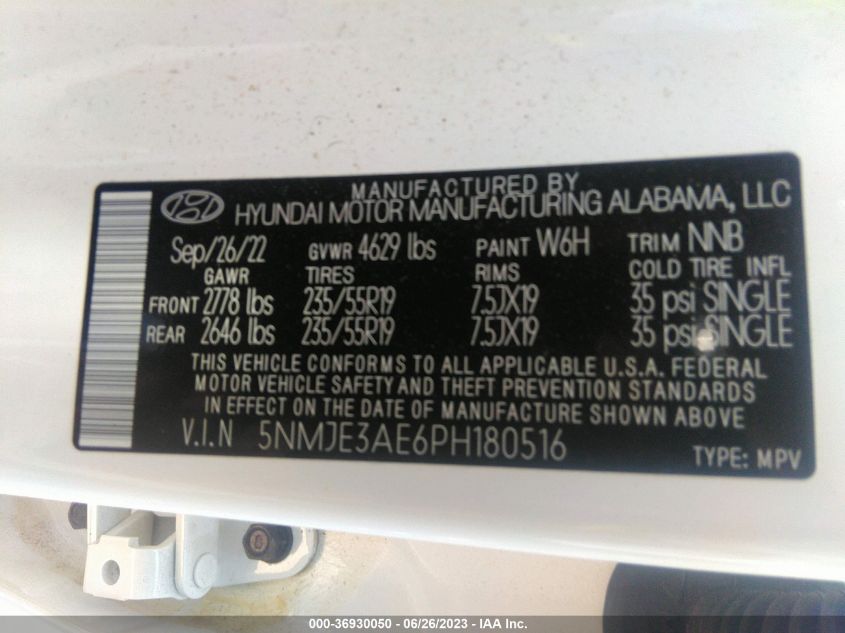 MANUFACTURED BY
HYUNDAI MOTOR MANUFACTURING ALABAMA, LLC
Sep/26/22 GVWR 4629 lbs PAINT W6H TRIM NNB
GAWR TIRES RIMS COLD TIRE INFL
FRONT 2778 lbs 235/55R19 7.5JX19 35 psi SINGLE
REAR 2646 lbs 235/55R19 7.5JX19 35 psi SINGLE
THIS VEHICLE CONFORMS TO ALL APPLICABLE U.S.A. FEDERAL
MOTOR VEHICLE SAFETY AND THEFT PREVENTION STANDARDS
IN EFFECT ON THE DATE OF MANUFACTURE SHOWN ABOVE
V.I.N 5NMJE3AE6PH180516 TYPE: MPV
000-36930050 - 06/26/2023 - IAA Inc.